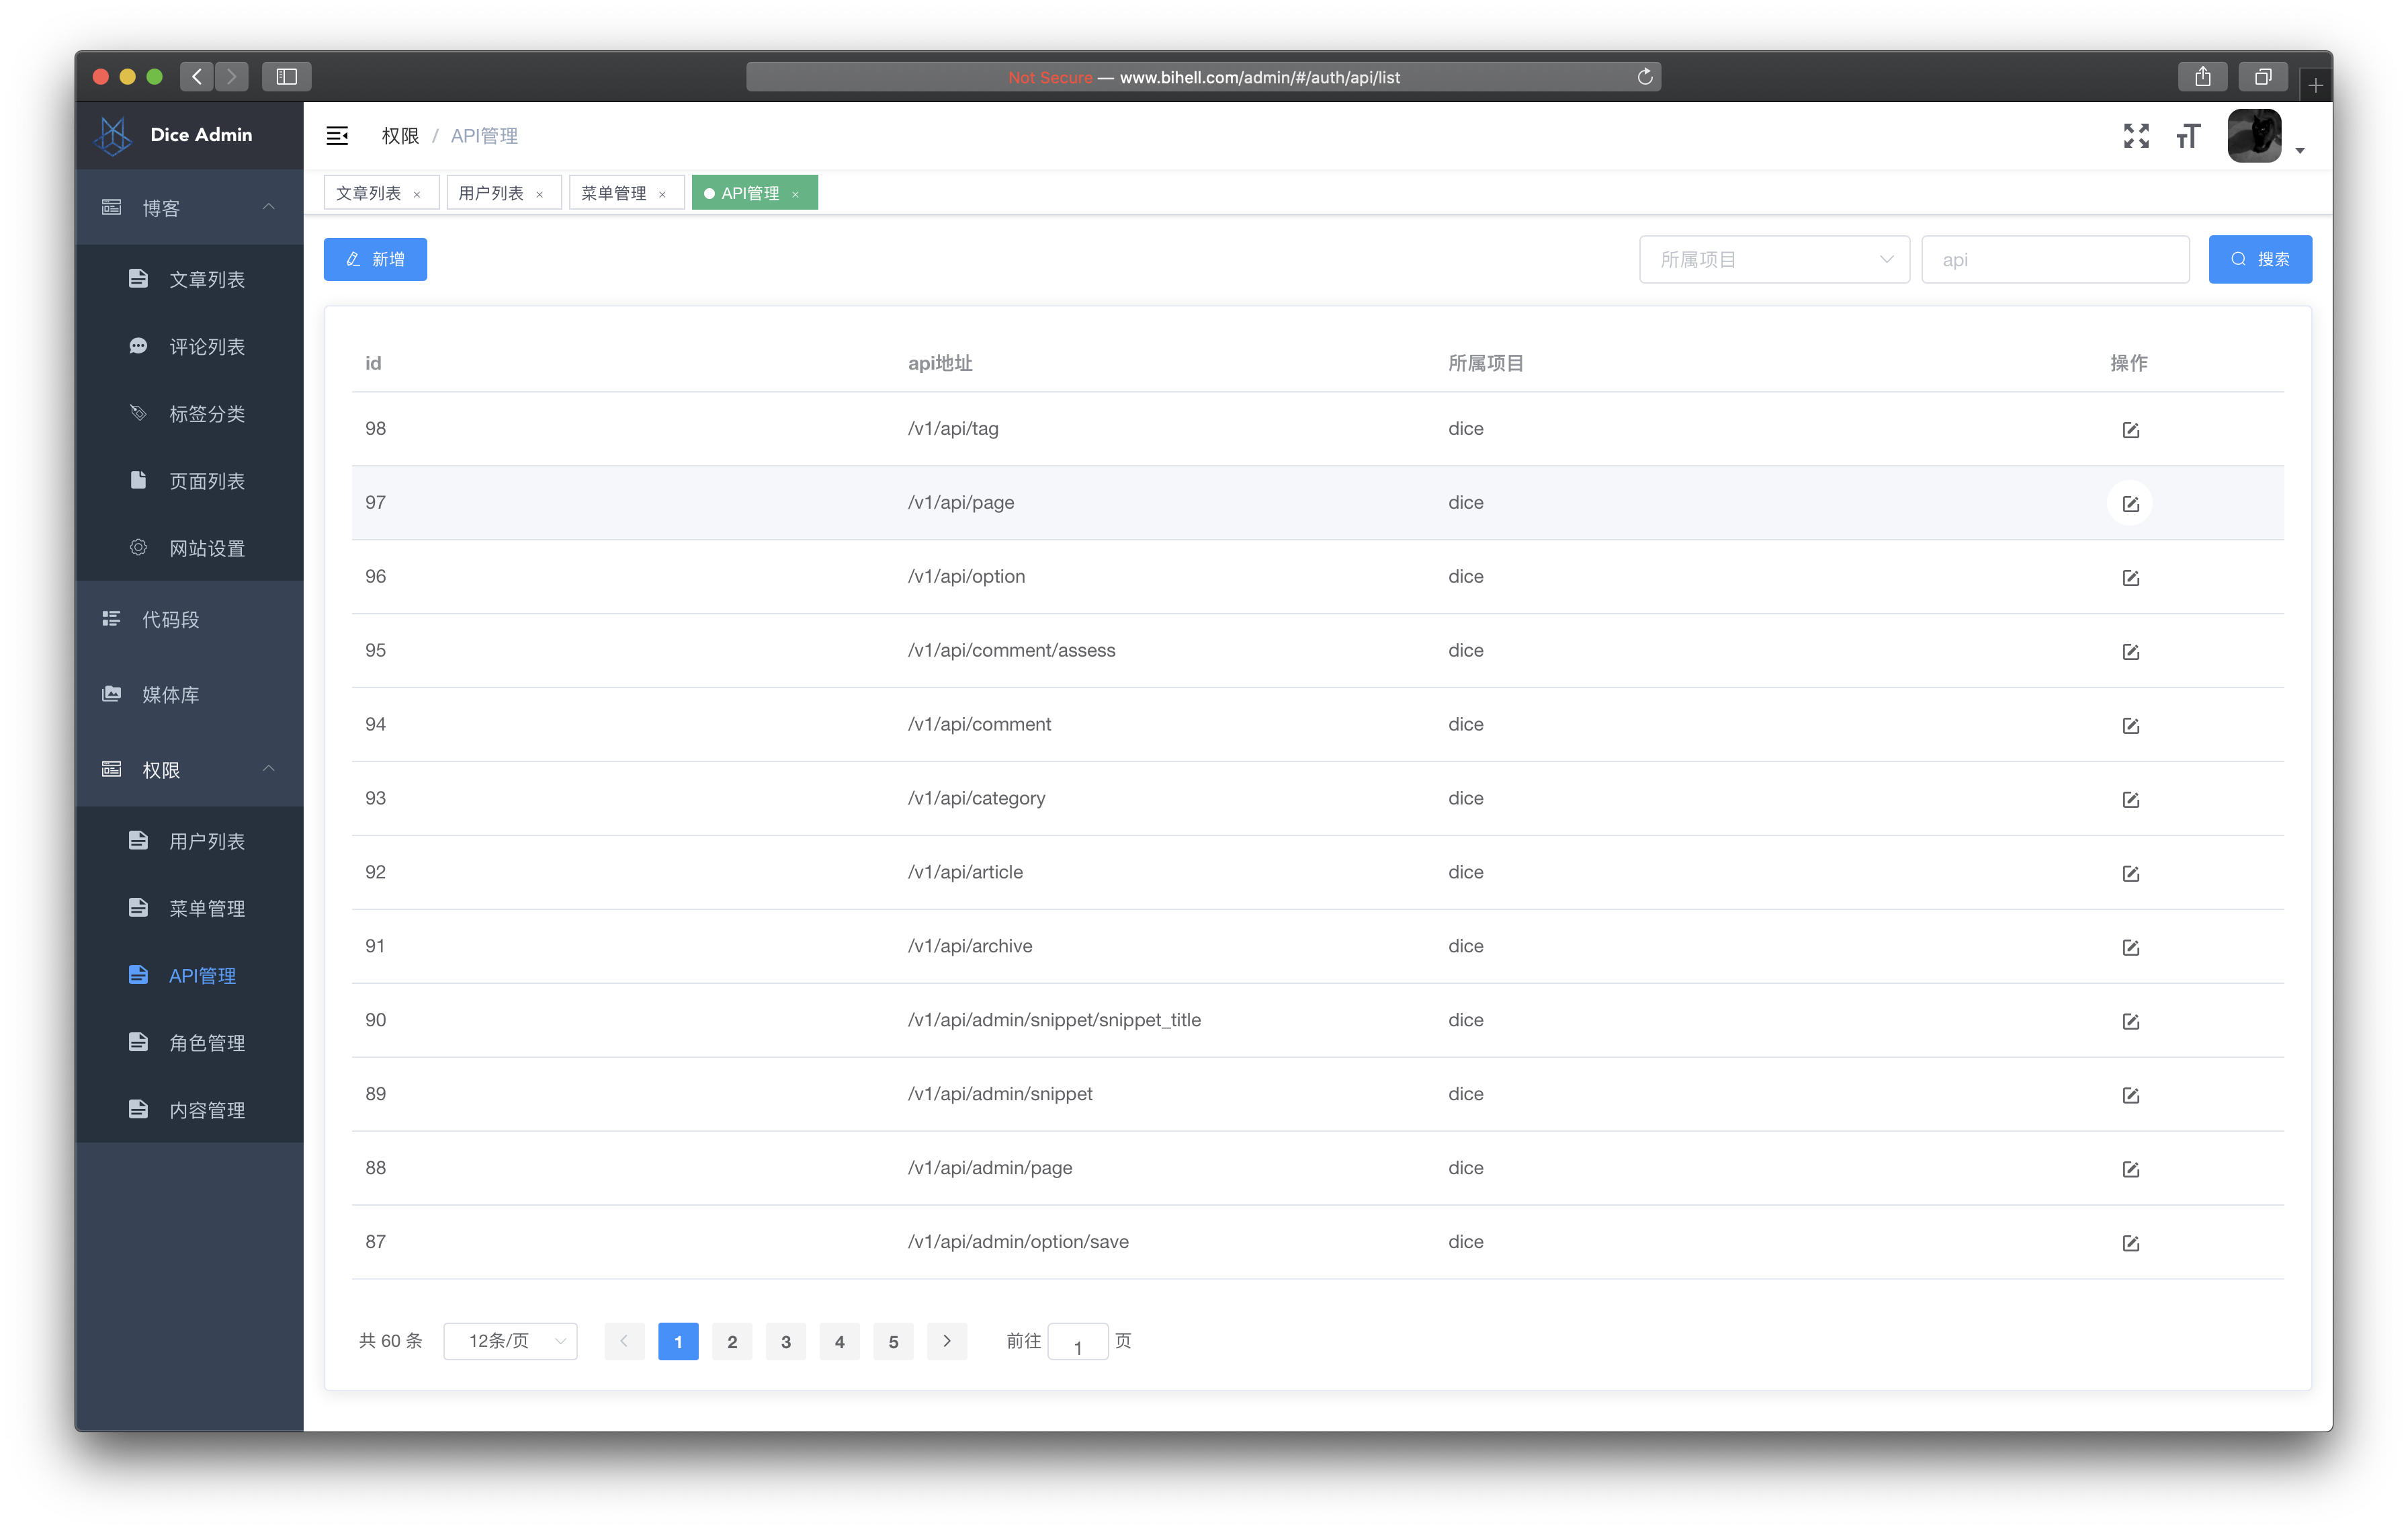 Not Secure — www.bihell.com/admin/#/auth/api/list
Dice Admin
权限 / API管理
文章列表 ×
用户列表 ×
菜单管理 ×
API管理 ×
博客
文章列表
评论列表
标签分类
页面列表
网站设置
代码段
媒体库
权限
用户列表
菜单管理
API管理
角色管理
内容管理
新增
所属项目
api
搜索
id api地址 所属项目 操作
98 /v1/api/tag dice
97 /v1/api/page dice
96 /v1/api/option dice
95 /v1/api/comment/assess dice
94 /v1/api/comment dice
93 /v1/api/category dice
92 /v1/api/article dice
91 /v1/api/archive dice
90 /v1/api/admin/snippet/snippet_title dice
89 /v1/api/admin/snippet dice
88 /v1/api/admin/page dice
87 /v1/api/admin/option/save dice
共 60 条 12条/页 1 2 3 4 5 前往 1 页